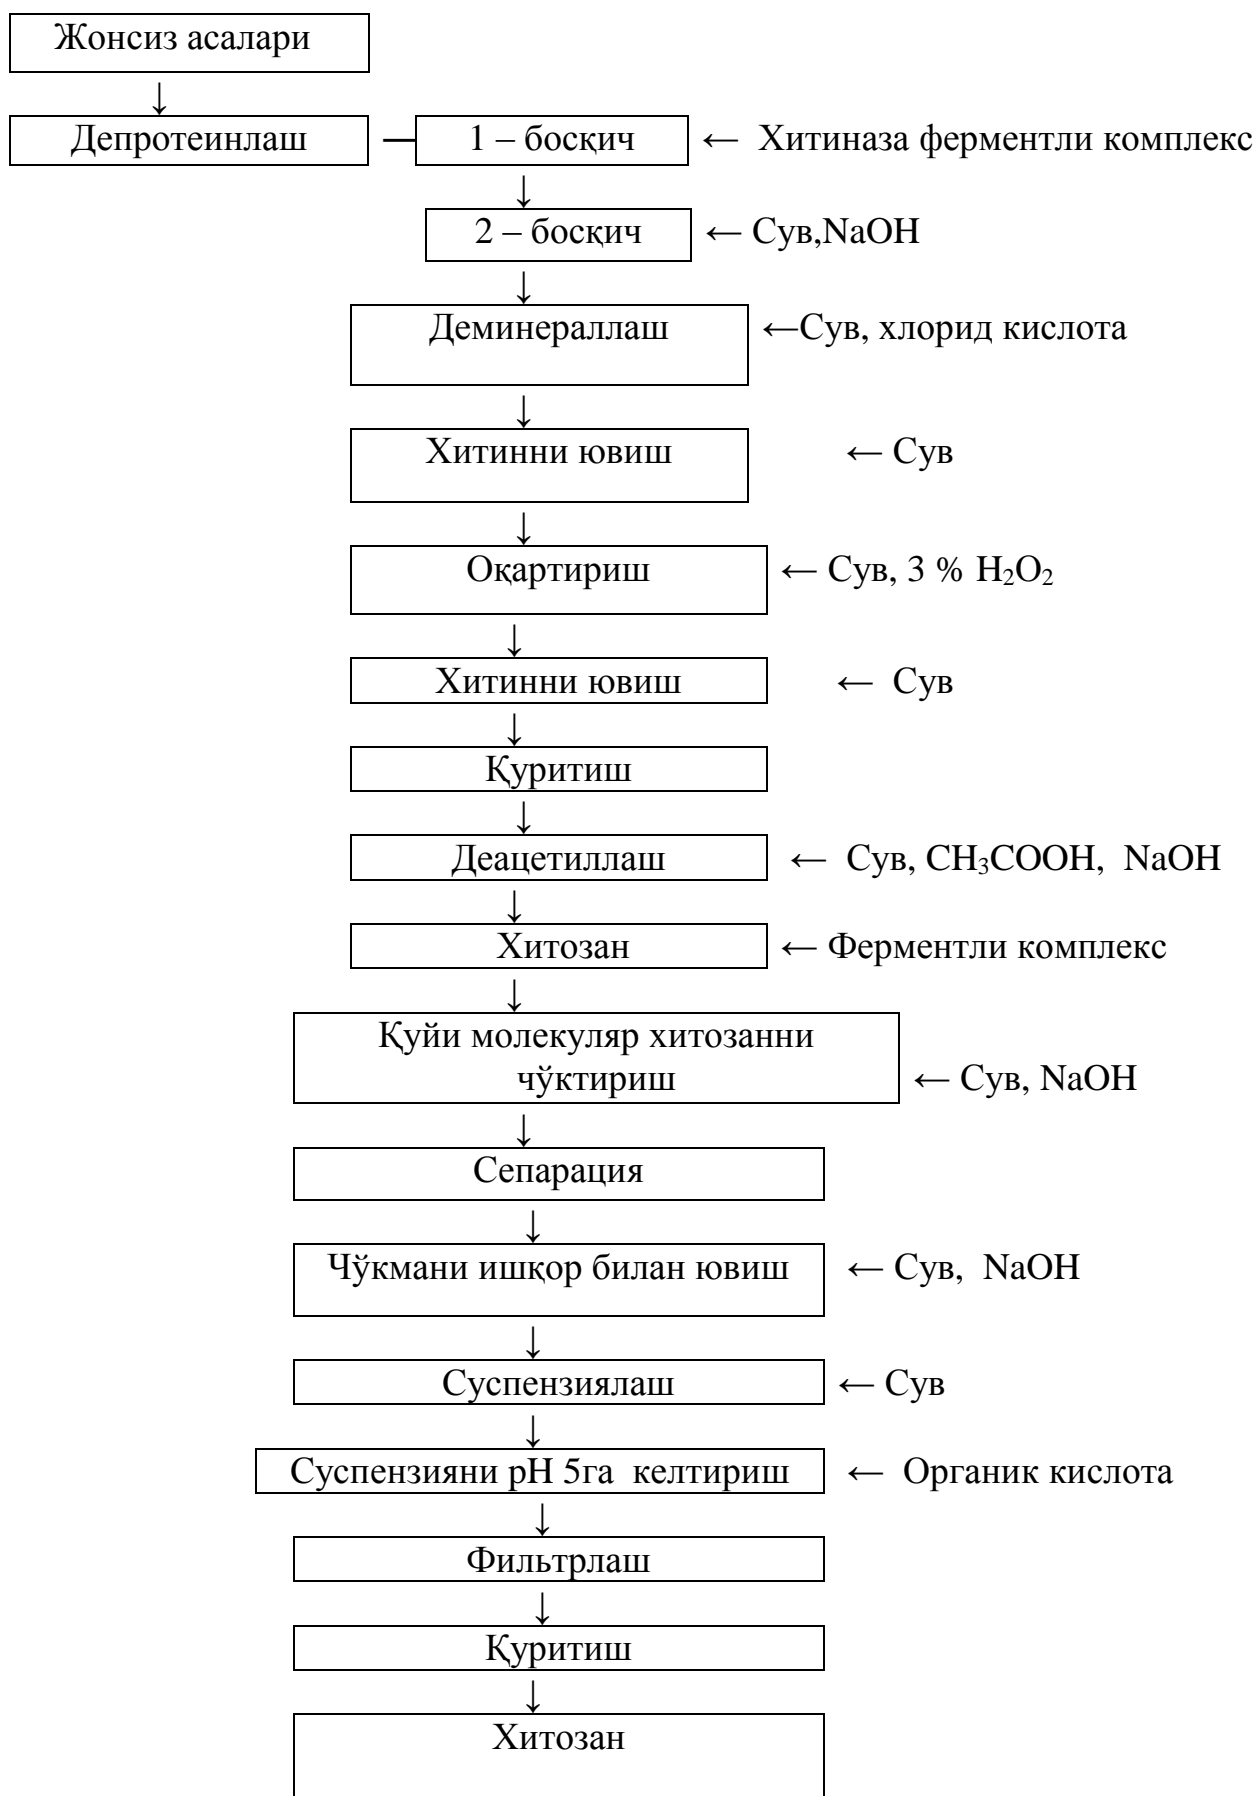 Жонсиз асалари
↓
Депротеинлаш — 1 – босқич ← Хитиназа ферментли комплекс
↓
2 – босқич ← Сув,NaOH
↓
Деминераллаш ←Сув, хлорид кислота
↓
Хитинни ювиш ← Сув
↓
Оқартириш ← Сув, 3 % H₂O₂
↓
Хитинни ювиш ← Сув
↓
Қуритиш
↓
Деацетиллаш ← Сув, CH₃COOH, NaOH
↓
Хитозан ← Ферментли комплекс
↓
Қуйи молекуляр хитозанни
чўктириш ← Сув, NaOH
↓
Сепарация
↓
Чўкмани ишқор билан ювиш ← Сув, NaOH
↓
Суспензиялаш ← Сув
↓
Суспензияни рН 5га келтириш ← Органик кислота
↓
Фильтрлаш
↓
Қуритиш
↓
Хитозан